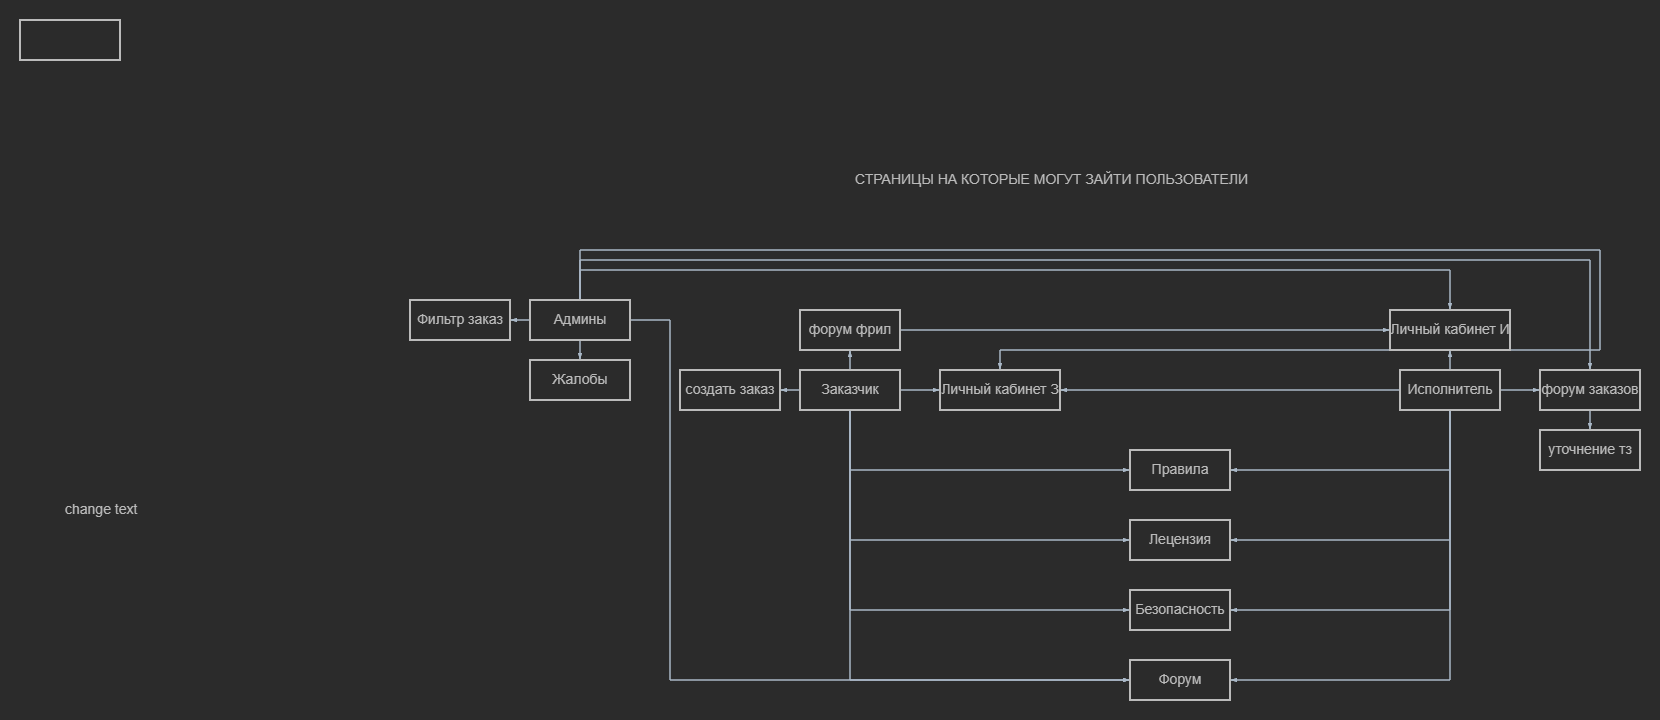 СТРАНИЦЫ НА КОТОРЫЕ МОГУТ ЗАЙТИ ПОЛЬЗОВАТЕЛИ
Фильтр заказ
Админы
форум фрил
Личный кабинет И
Жалобы
создать заказ
Заказчик
Личный кабинет З
Исполнитель
форум заказов
уточнение тз
Правила
change text
Лецензия
Безопасность
Форум